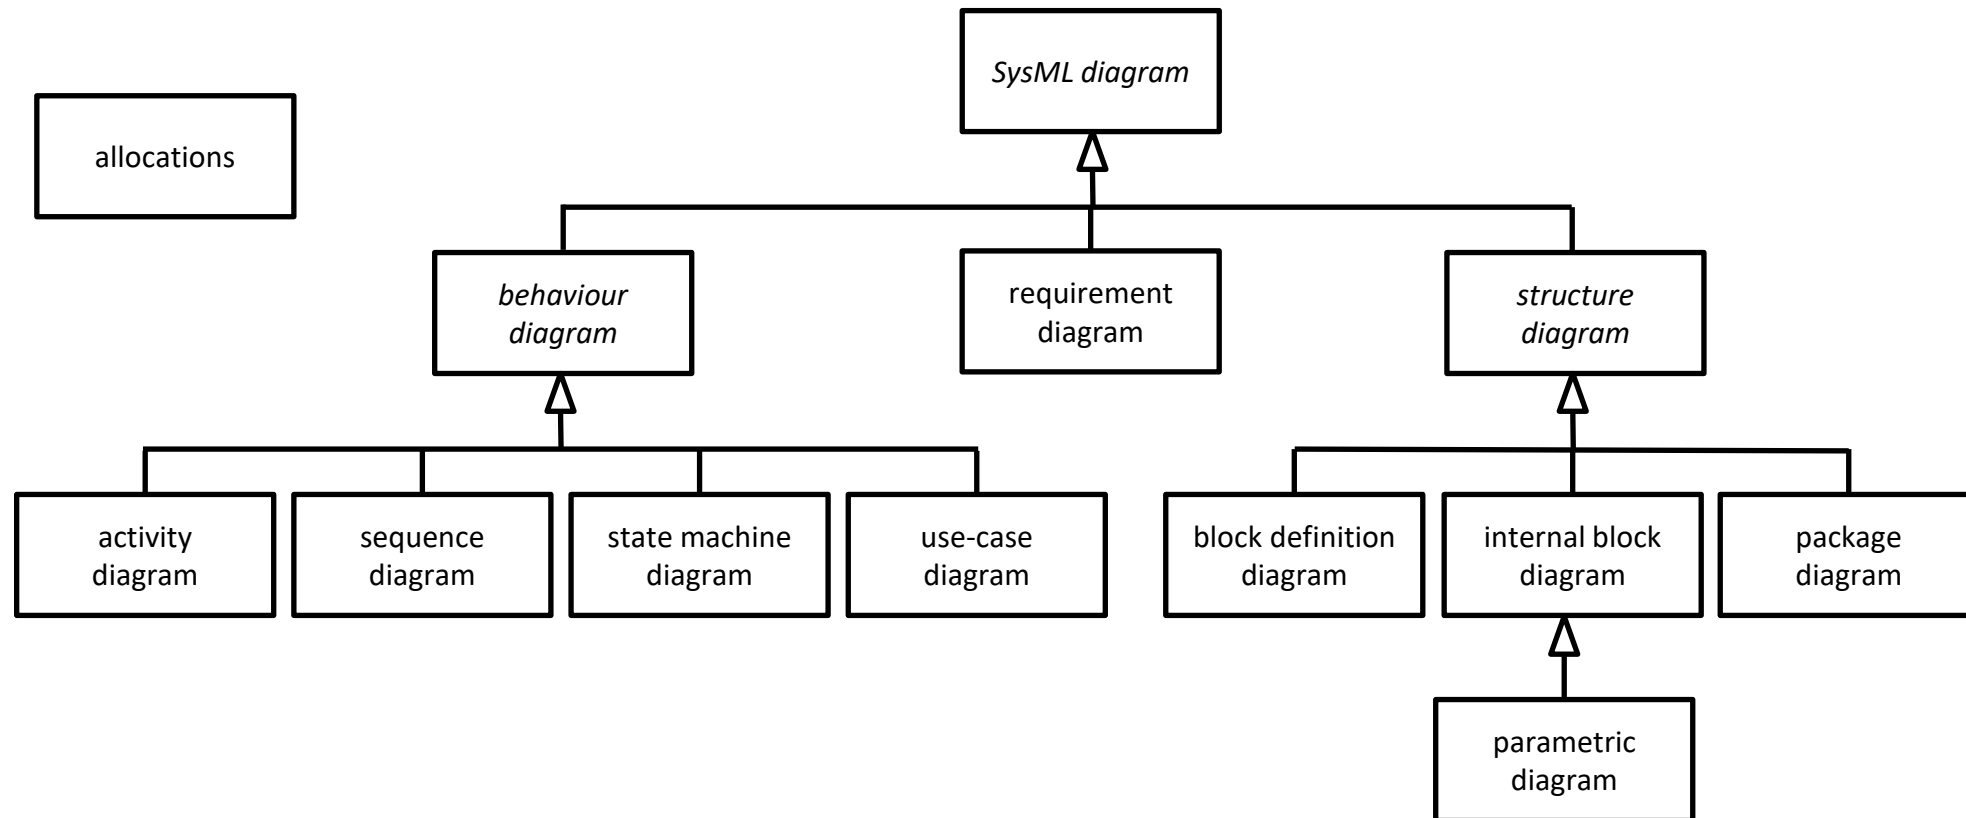 SysML diagram
allocations
behaviour
diagram
requirement
diagram
structure
diagram
activity
diagram
sequence
diagram
state machine
diagram
use-case
diagram
block definition
diagram
internal block
diagram
package
diagram
parametric
diagram